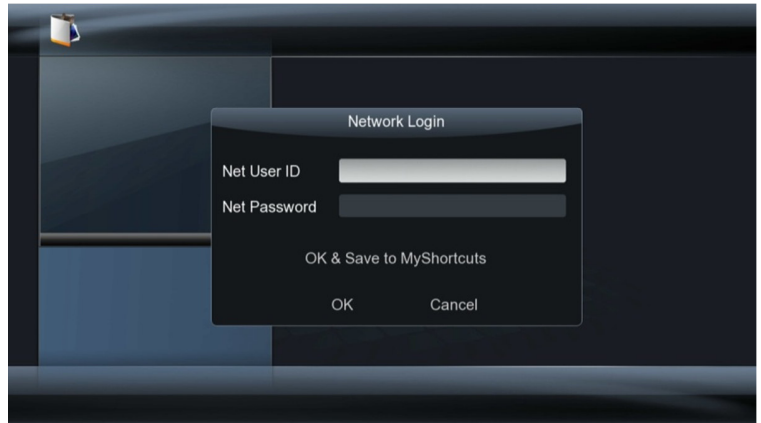 Network Login
Net User ID
Net Password
OK & Save to MyShortcuts
OK Cancel